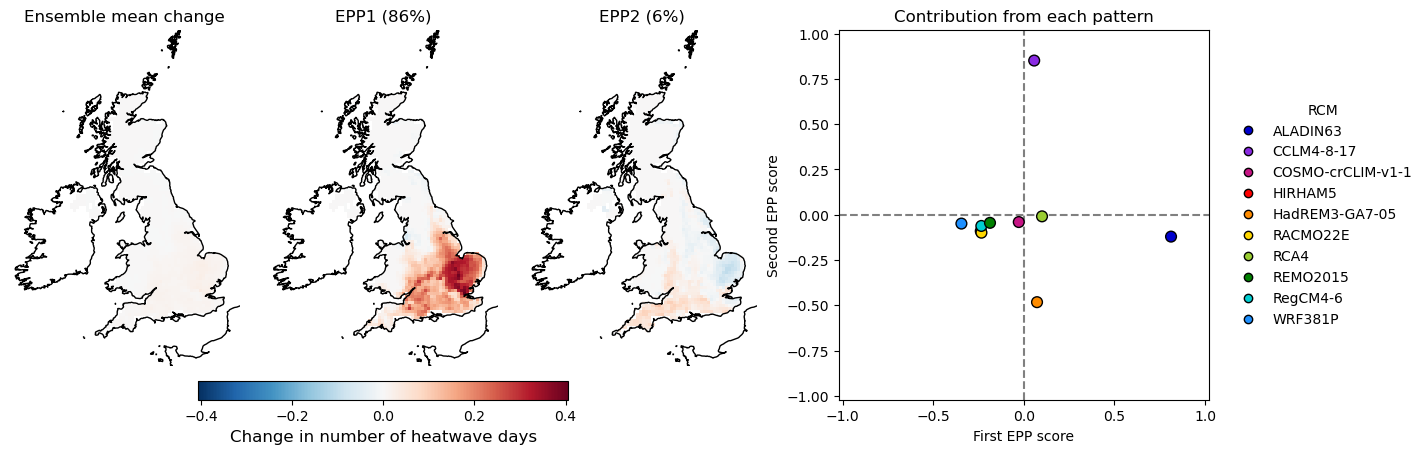 Ensemble mean change
EPP1 (86%)
EPP2 (6%)
−0.4
−0.2
0.0
0.2
0.4
Change in number of heatwave days
Contribution from each pattern
1.00
0.75
0.50
0.25
0.00
−0.25
−0.50
−0.75
−1.00
Second EPP score
−1.0
−0.5
0.0
0.5
1.0
First EPP score
RCM
ALADIN63
CCLM4-8-17
COSMO-crCLIM-v1-1
HIRHAM5
HadREM3-GA7-05
RACMO22E
RCA4
REMO2015
RegCM4-6
WRF381P